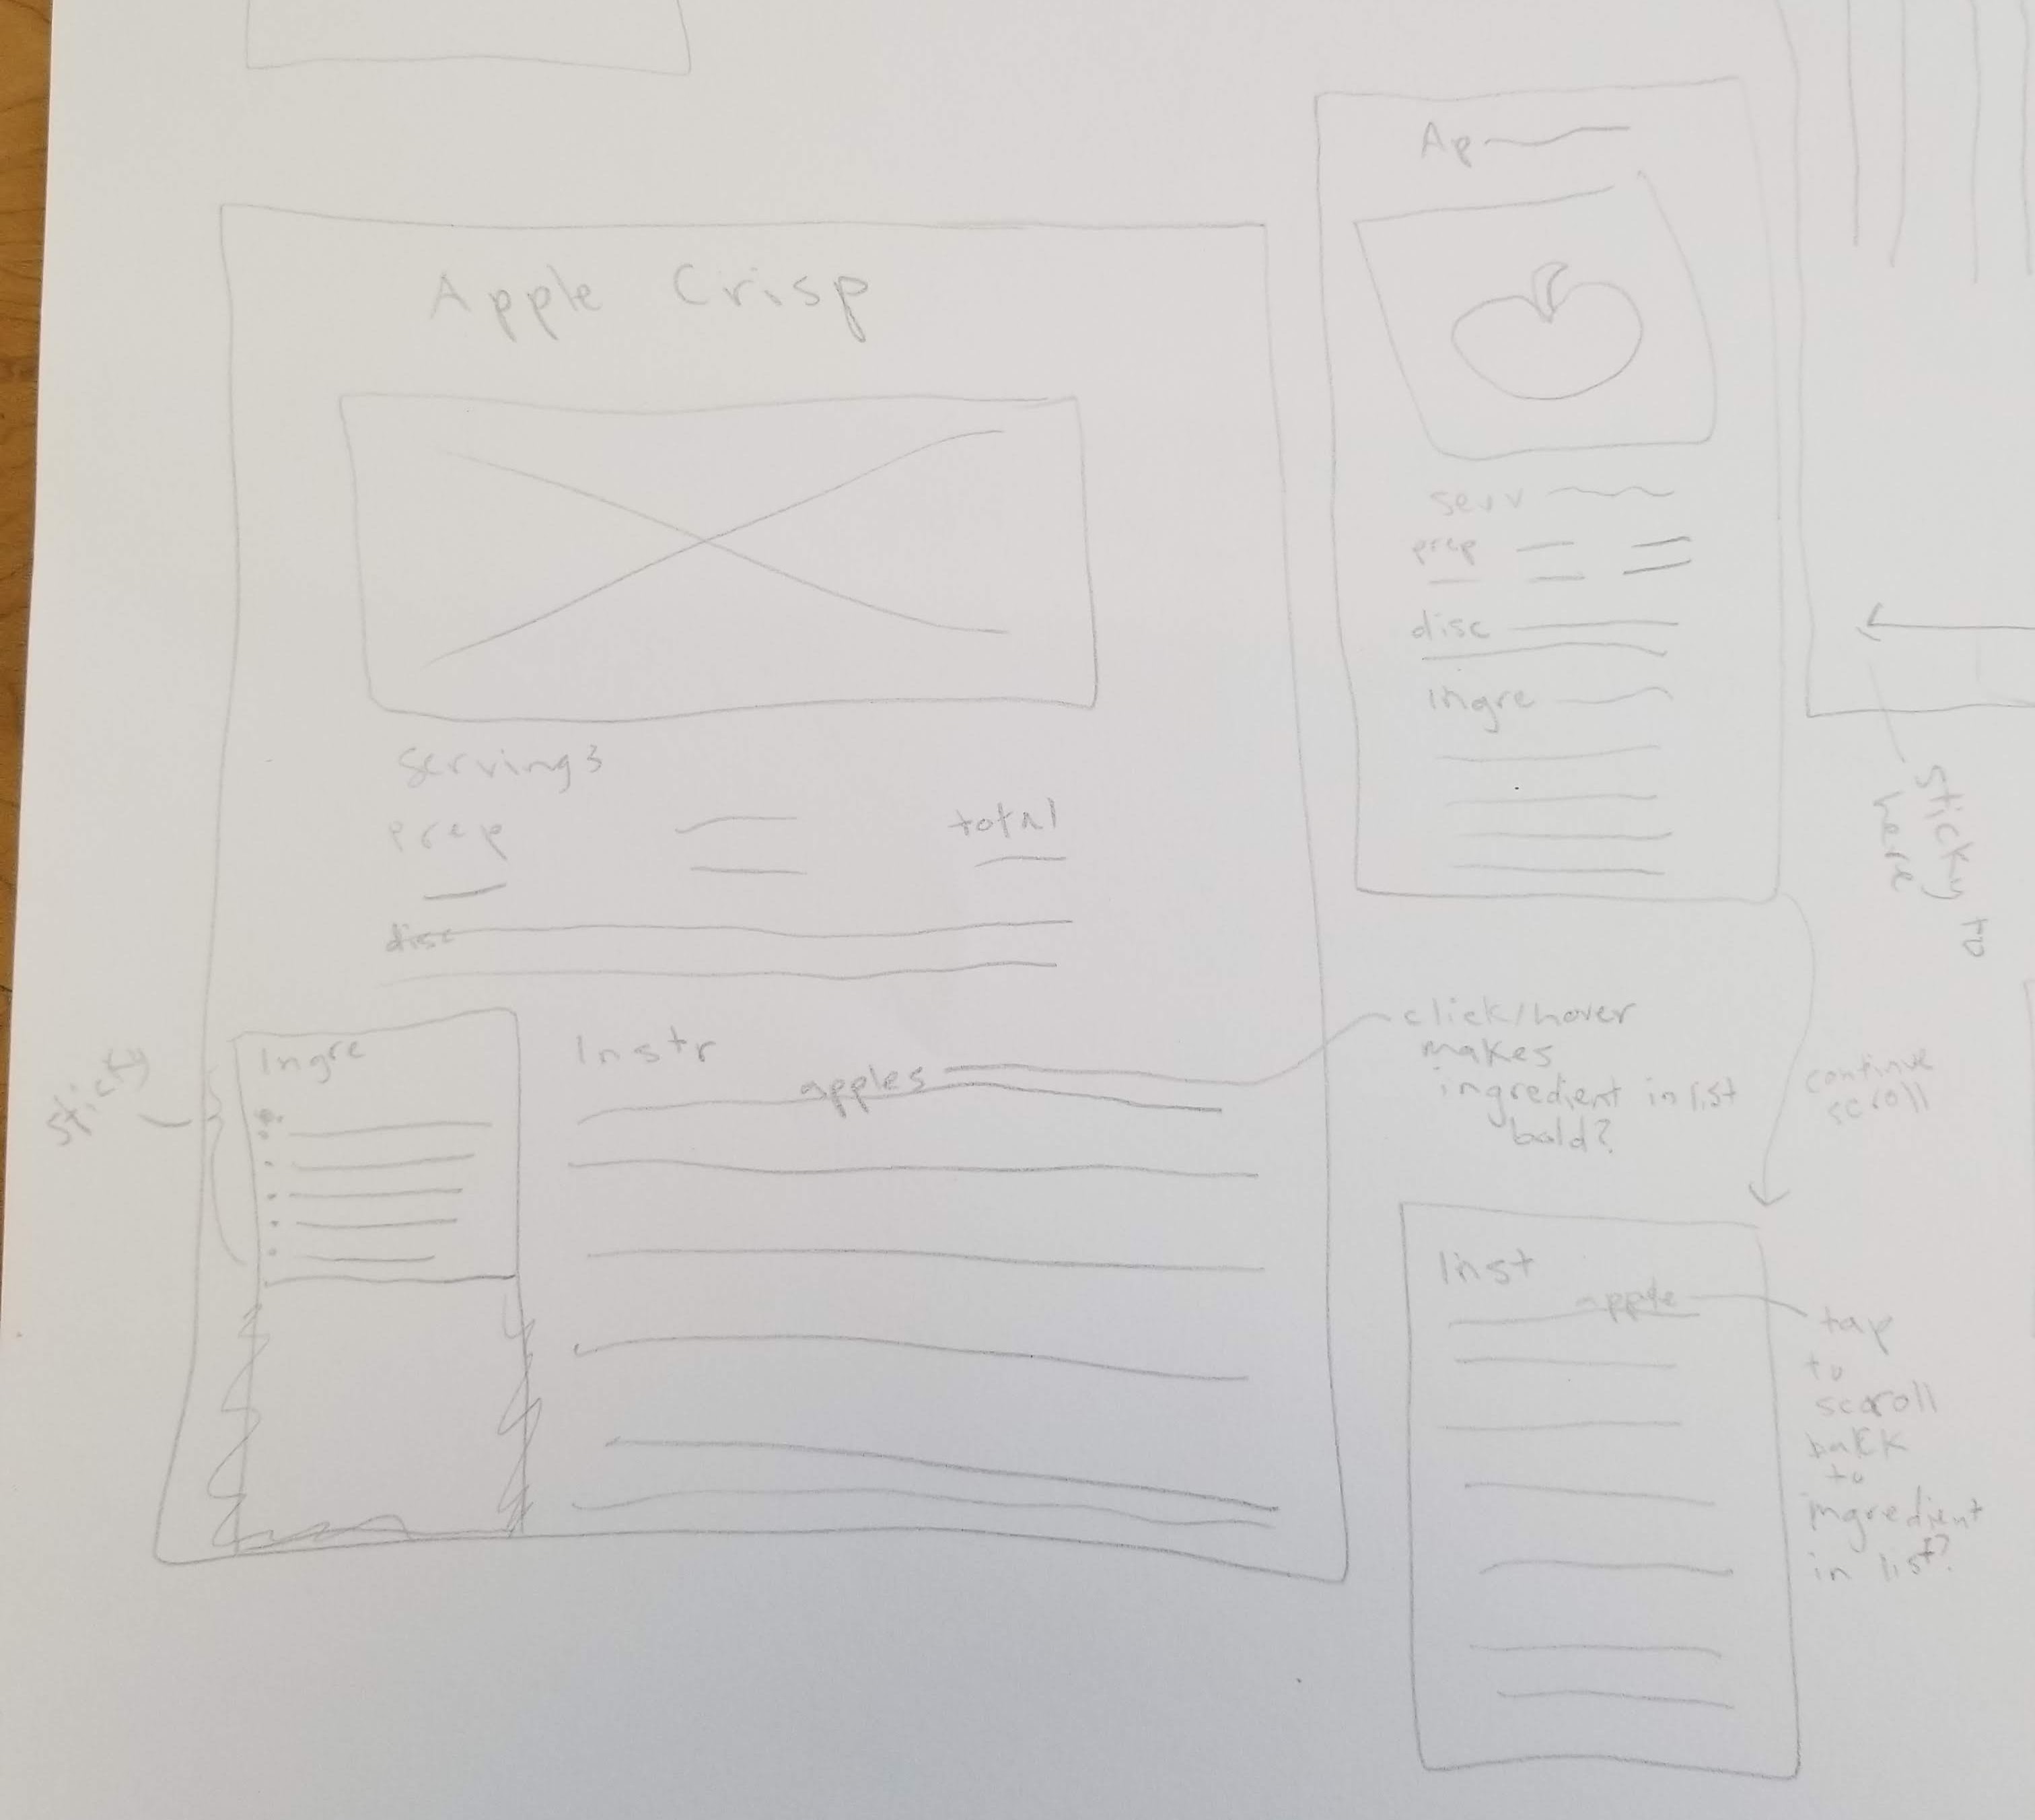 Apple Crisp
servings
prep
total
disc
Ingre
Instr
apples
sticky
click/hover
makes
ingredient in list
bold?
Ap
serv
prep
disc
Ingre
continue
scroll
Inst
apple
tap
to
scroll
back
to
ingredient
in list?
sticky to
here